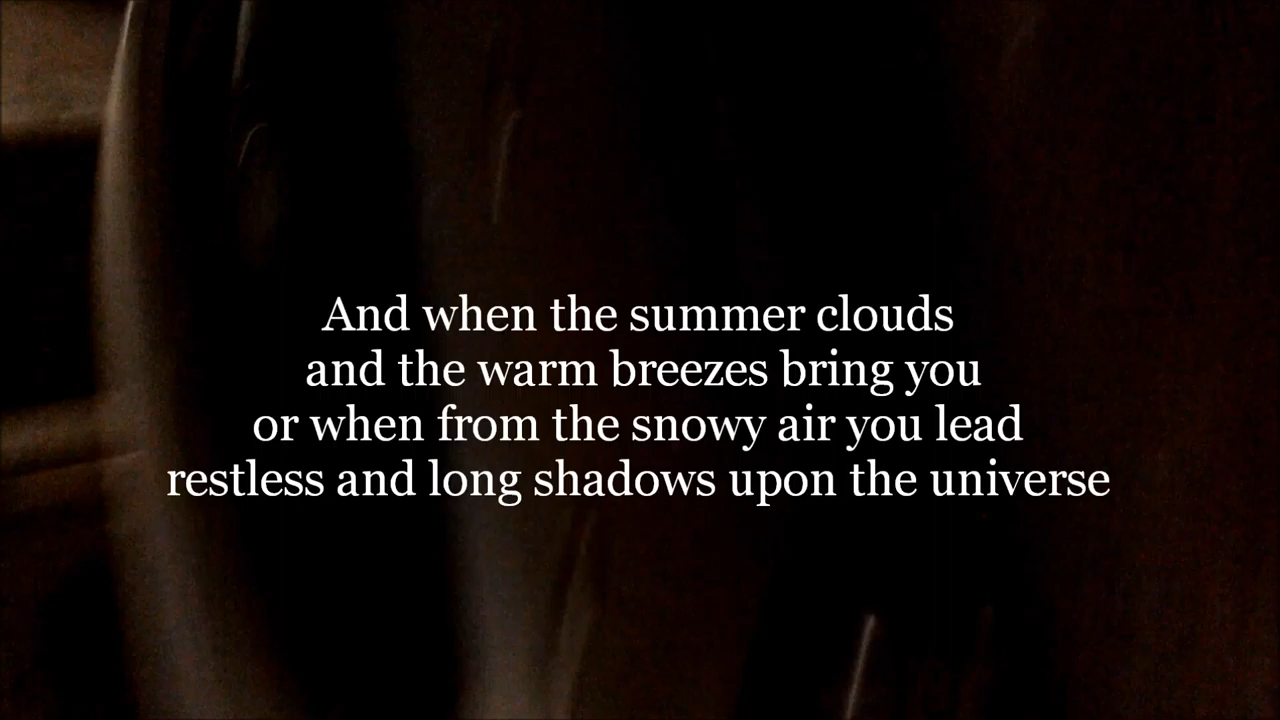 And when the summer clouds
and the warm breezes bring you
or when from the snowy air you lead
restless and long shadows upon the universe